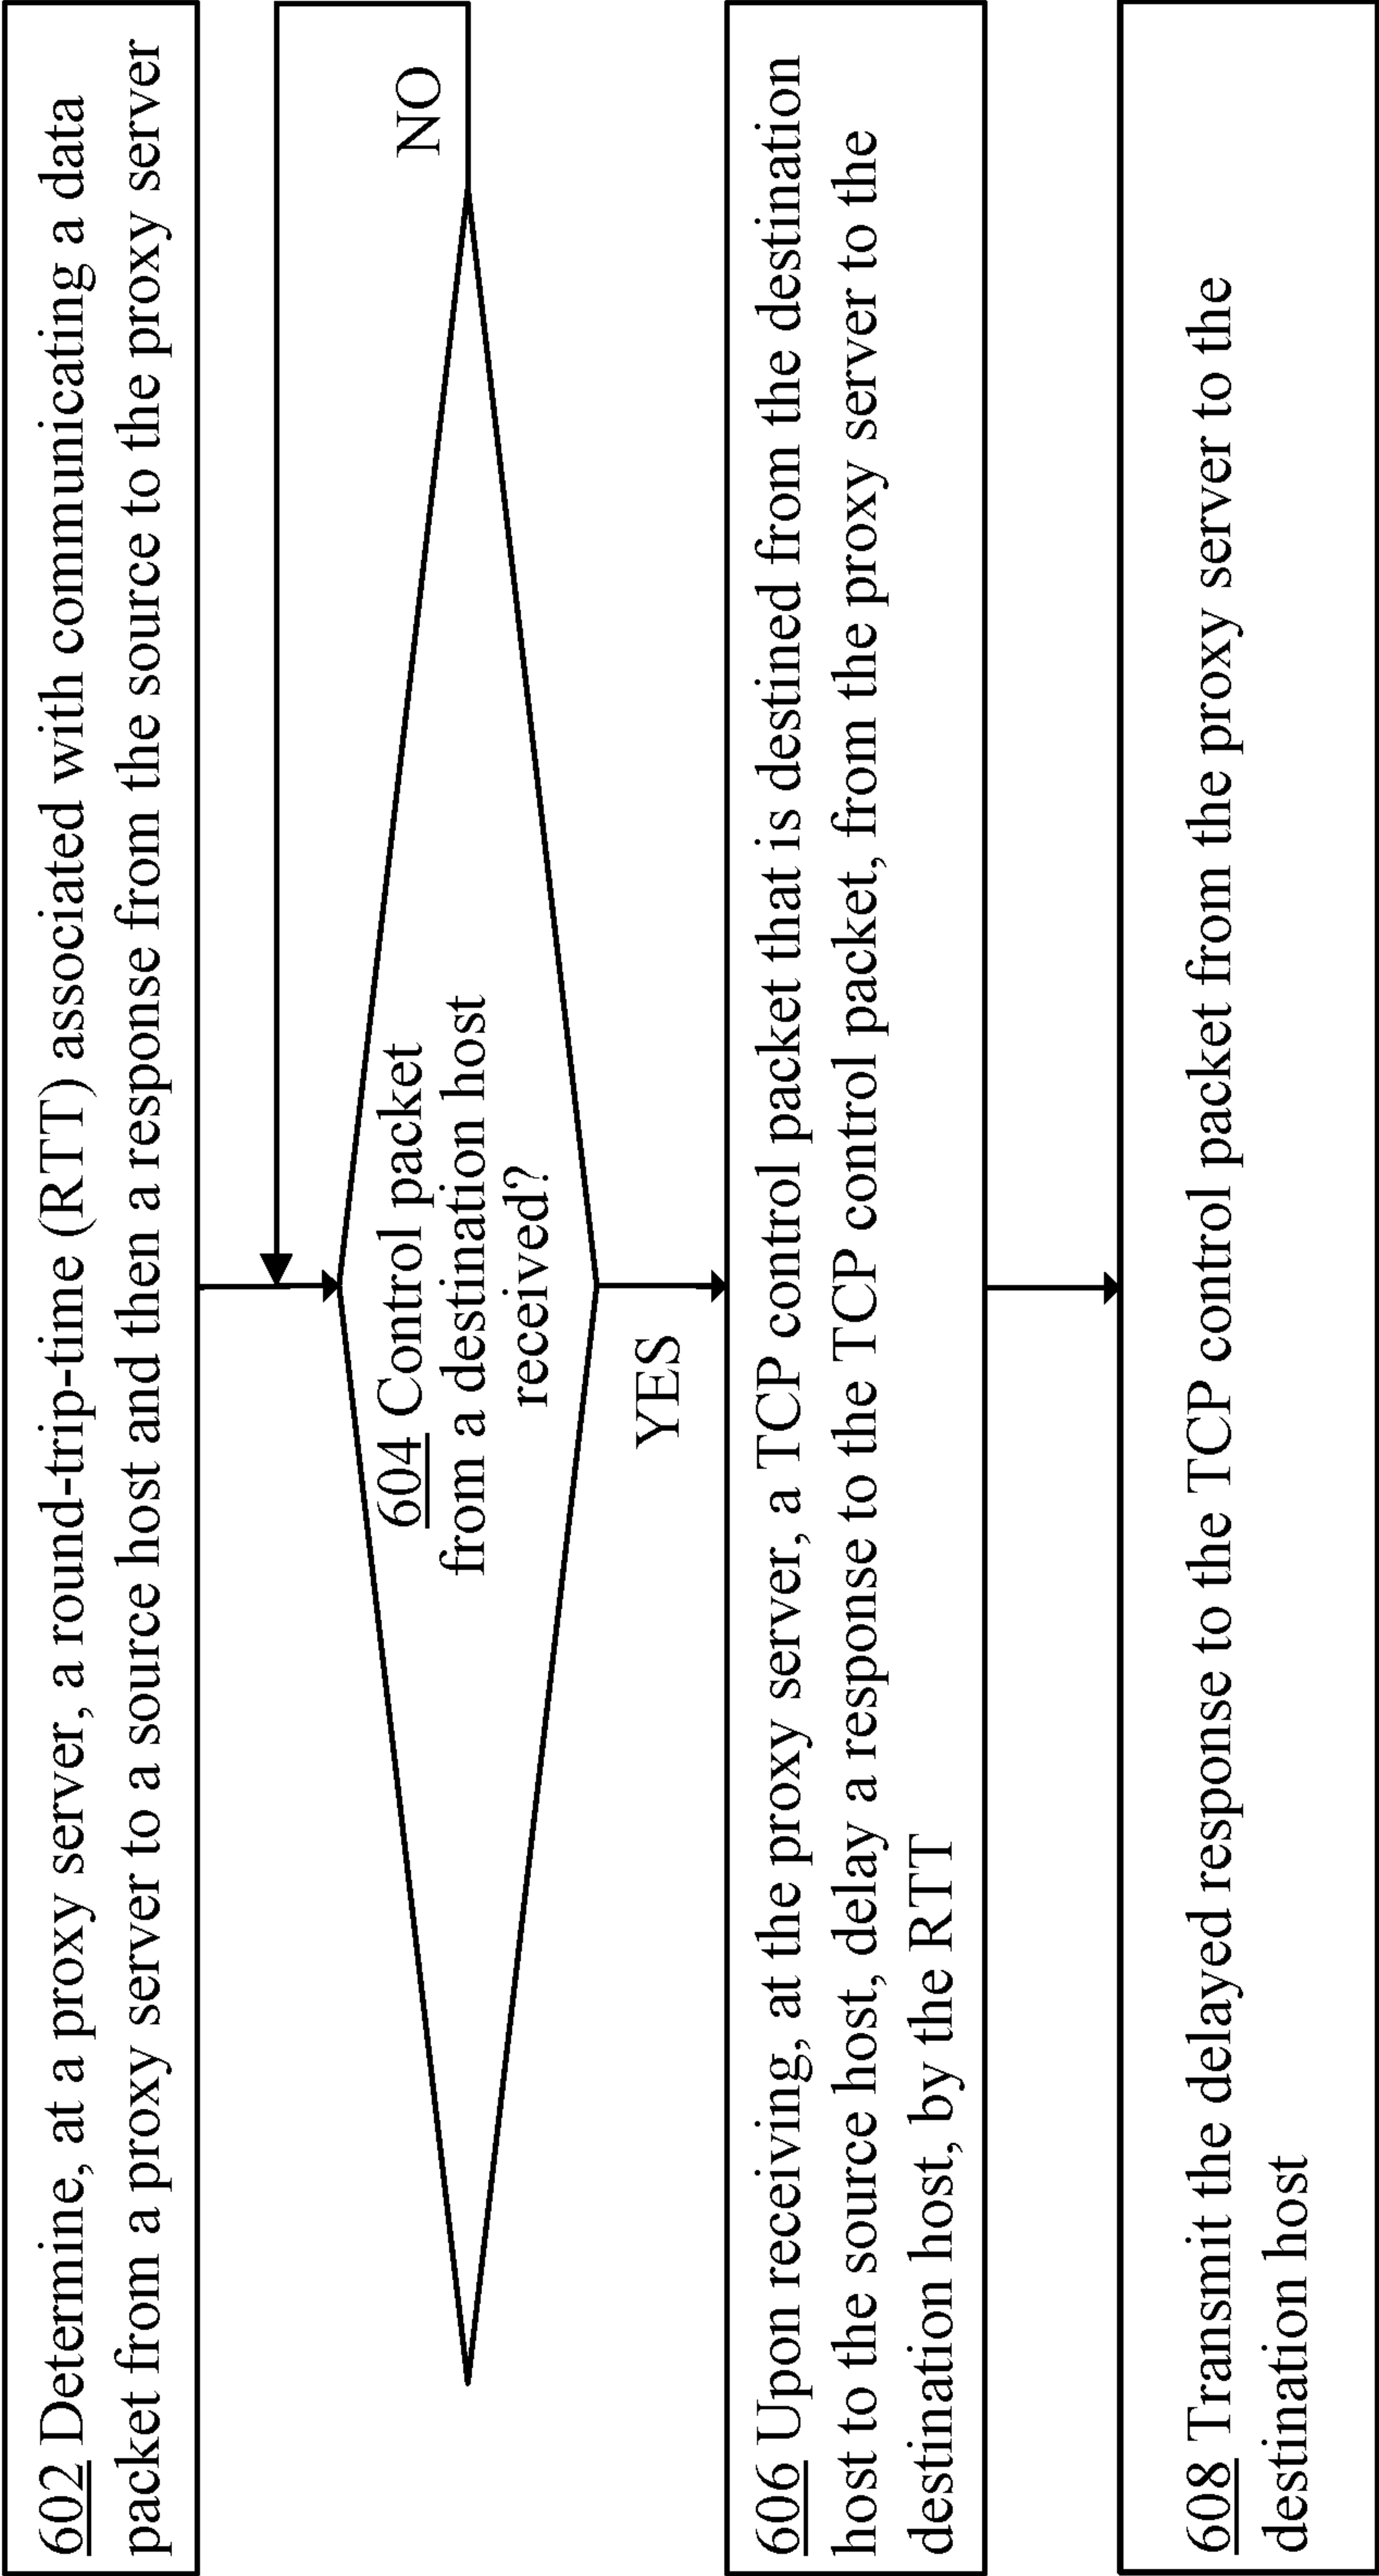 602 Determine, at a proxy server, a round-trip-time (RTT) associated with communicating a data
packet from a proxy server to a source host and then a response from the source to the proxy server
604 Control packet
from a destination host
received?
NO
YES
606 Upon receiving, at the proxy server, a TCP control packet that is destined from the destination
host to the source host, delay a response to the TCP control packet, from the proxy server to the
destination host, by the RTT
608 Transmit the delayed response to the TCP control packet from the proxy server to the
destination host